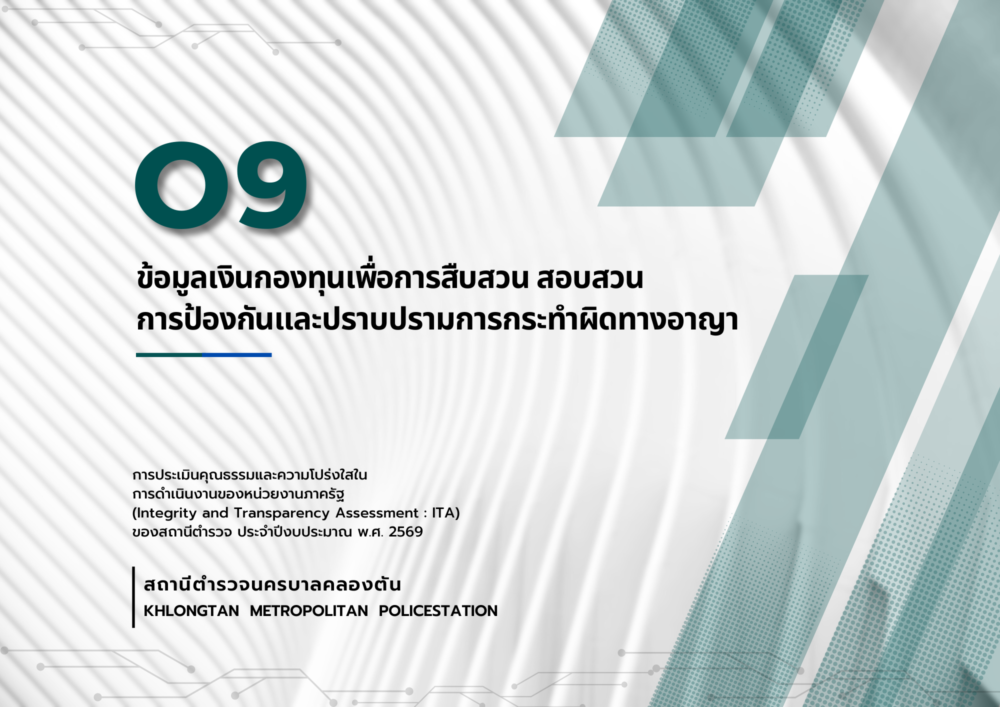 O9
ข้อมูลเงินกองทุนเพื่อการสืบสวน สอบสวน
การป้องกันและปราบปรามการกระทำผิดทางอาญา
การประเมินคุณธรรมและความโปร่งใสใน
การดำเนินงานของหน่วยงานภาครัฐ
(Integrity and Transparency Assessment : ITA)
ของสถานีตำรวจ ประจำปีงบประมาณ พ.ศ. 2569
สถานีตำรวจนครบาลคลองตัน
KHLONGTAN METROPOLITAN POLICESTATION